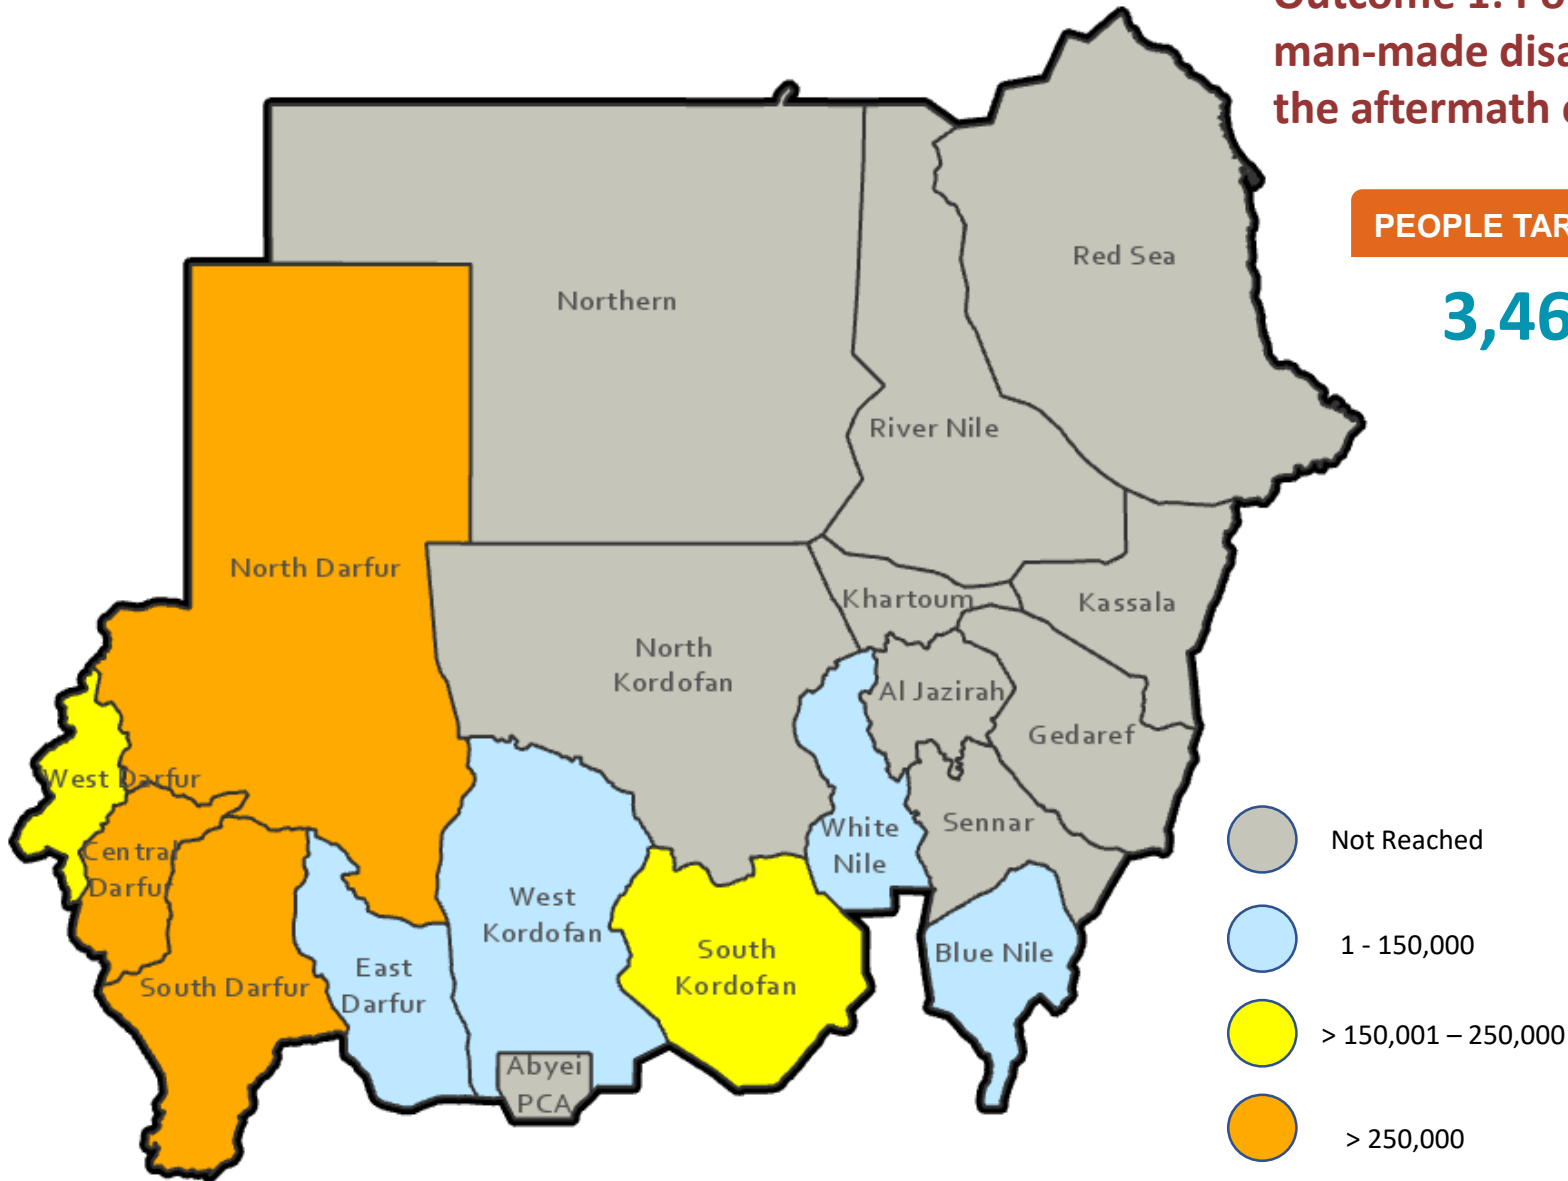 man-made disa
the aftermath
PEOPLE TAR
3,46
Red Sea
Northern
River Nile
North Darfur
Khartoum
Kassala
North
Kordofan
Al Jazirah
Gedaref
West Darfur
White
Nile
Sennar
Central
Darfur
West
Kordofan
South
Kordofan
Blue Nile
East
Darfur
South Darfur
Abyei
PCA
Not Reached
1 - 150,000
> 150,001 – 250,000
> 250,000